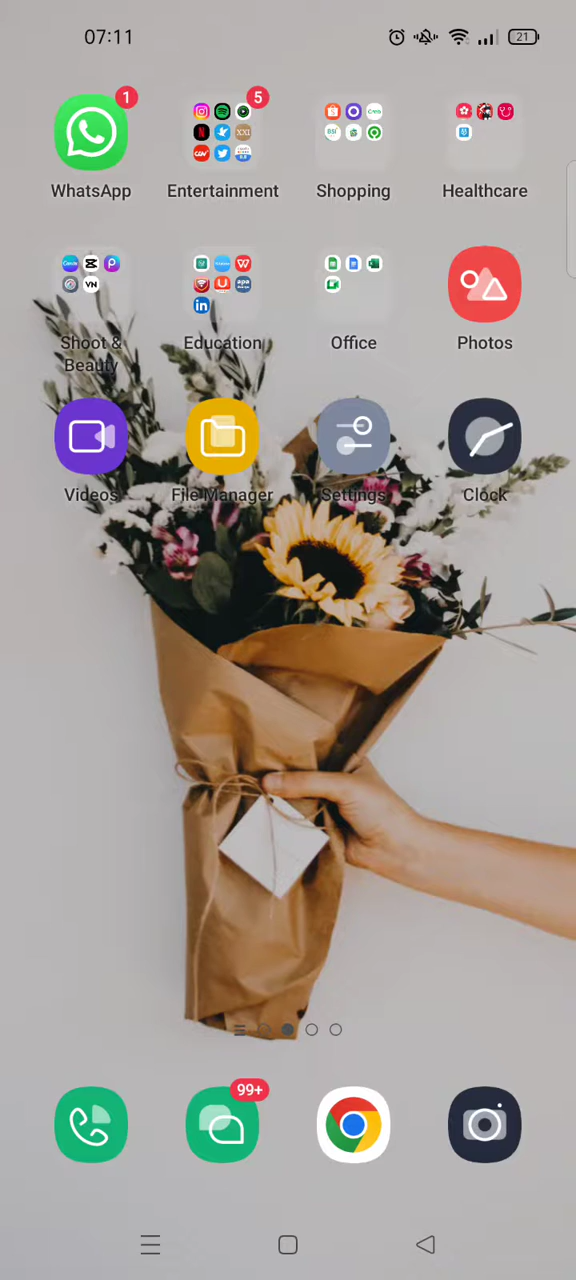 07:11
21
1
5
WhatsApp
Entertainment
Shopping
Healthcare
Shoot &
Beauty
Education
Office
Photos
Videos
File Manager
Settings
Clock
99+